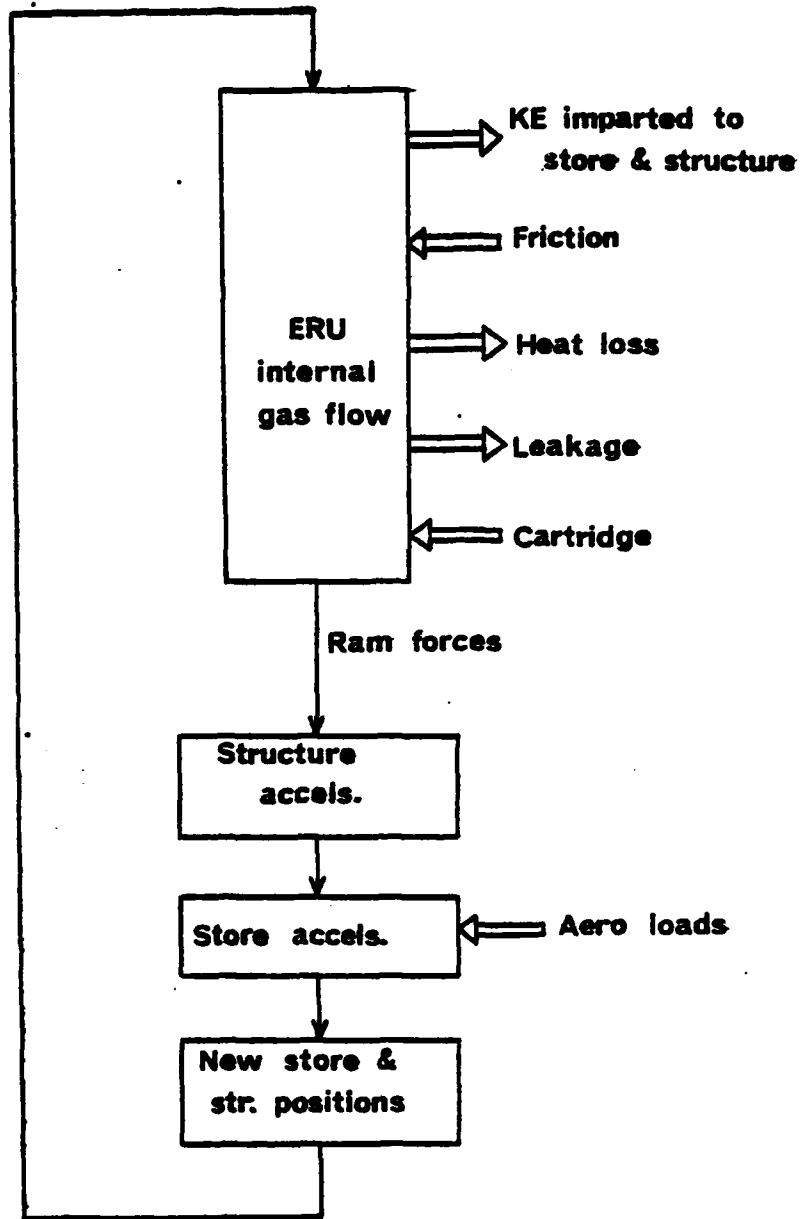 KE imparted to
store & structure
Friction
ERU
internal
gas flow
Heat loss
Leakage
Cartridge
Ram forces
Structure
accels.
Store accels.
Aero loads
New store &
str. positions